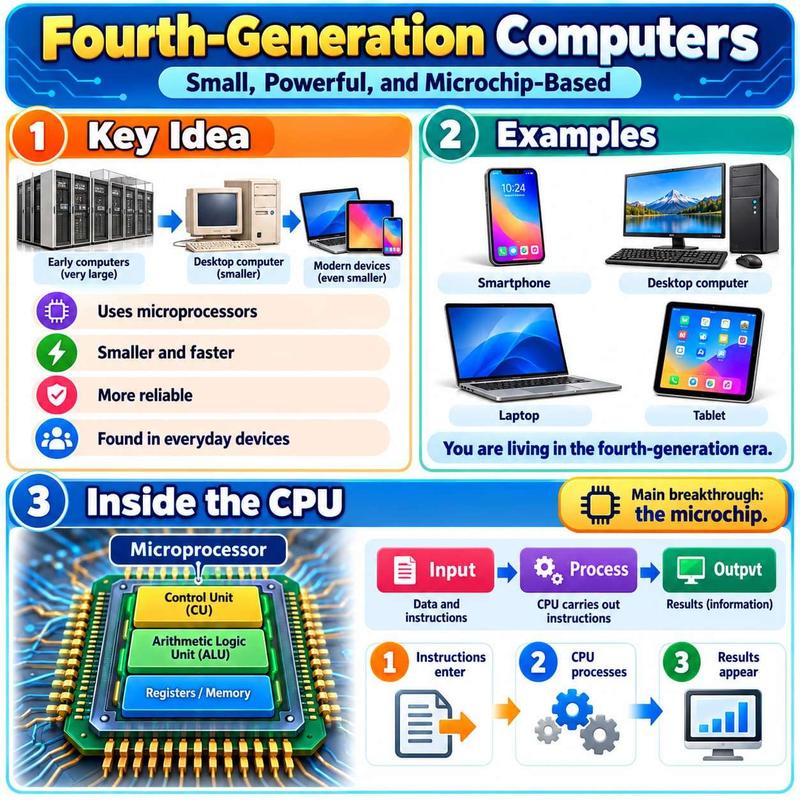 Fourth-Generation Computers
Small, Powerful, and Microchip-Based
1 Key Idea
Early computers
(very large)
Desktop computer
(smaller)
Modern devices
(even smaller)
Uses microprocessors
Smaller and faster
More reliable
Found in everyday devices
2 Examples
10:24
Smartphone
Desktop computer
Laptop
Tablet
You are living in the fourth-generation era.
3 Inside the CPU
Main breakthrough:
the microchip.
Microprocessor
Control Unit
(CU)
Arithmetic Logic
Unit (ALU)
Registers / Memory
Input
Data and
instructions
Process
CPU carries out
instructions
Outpvt
Results (information)
1 Instructions
enter
2 CPU
processes
3 Results
appear